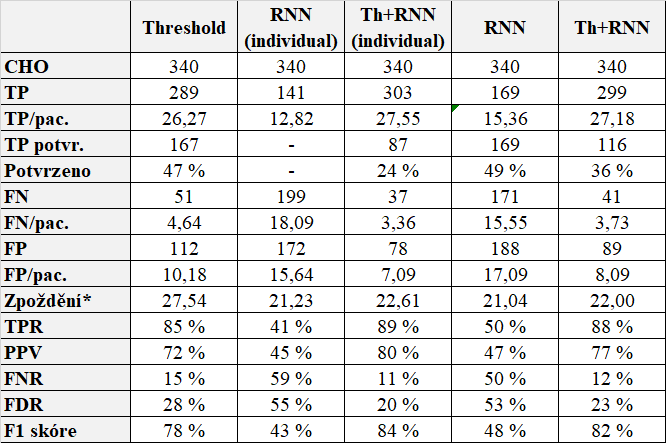 Threshold RNN (individual) Th+RNN (individual) RNN Th+RNN
CHO 340 340 340 340 340
TP 289 141 303 169 299
TP/pac. 26,27 12,82 27,55 15,36 27,18
TP potvr. 167 - 87 169 116
Potvrzeno 47 % - 24 % 49 % 36 %
FN 51 199 37 171 41
FN/pac. 4,64 18,09 3,36 15,55 3,73
FP 112 172 78 188 89
FP/pac. 10,18 15,64 7,09 17,09 8,09
Zpoždění* 27,54 21,23 22,61 21,04 22,00
TPR 85 % 41 % 89 % 50 % 88 %
PPV 72 % 45 % 80 % 47 % 77 %
FNR 15 % 59 % 11 % 50 % 12 %
FDR 28 % 55 % 20 % 53 % 23 %
F1 skóre 78 % 43 % 84 % 48 % 82 %